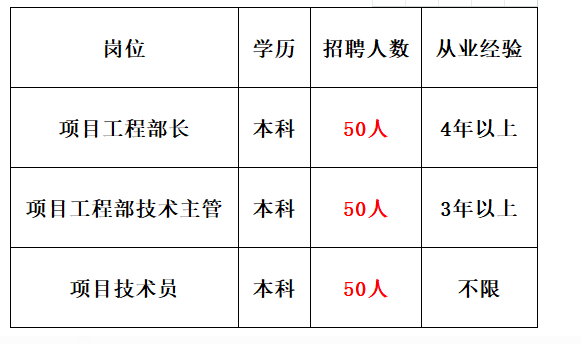 岗位 学历 招聘人数 从业经验
项目工程部长 本科 50人 4年以上
项目工程部技术主管 本科 50人 3年以上
项目技术员 本科 50人 不限